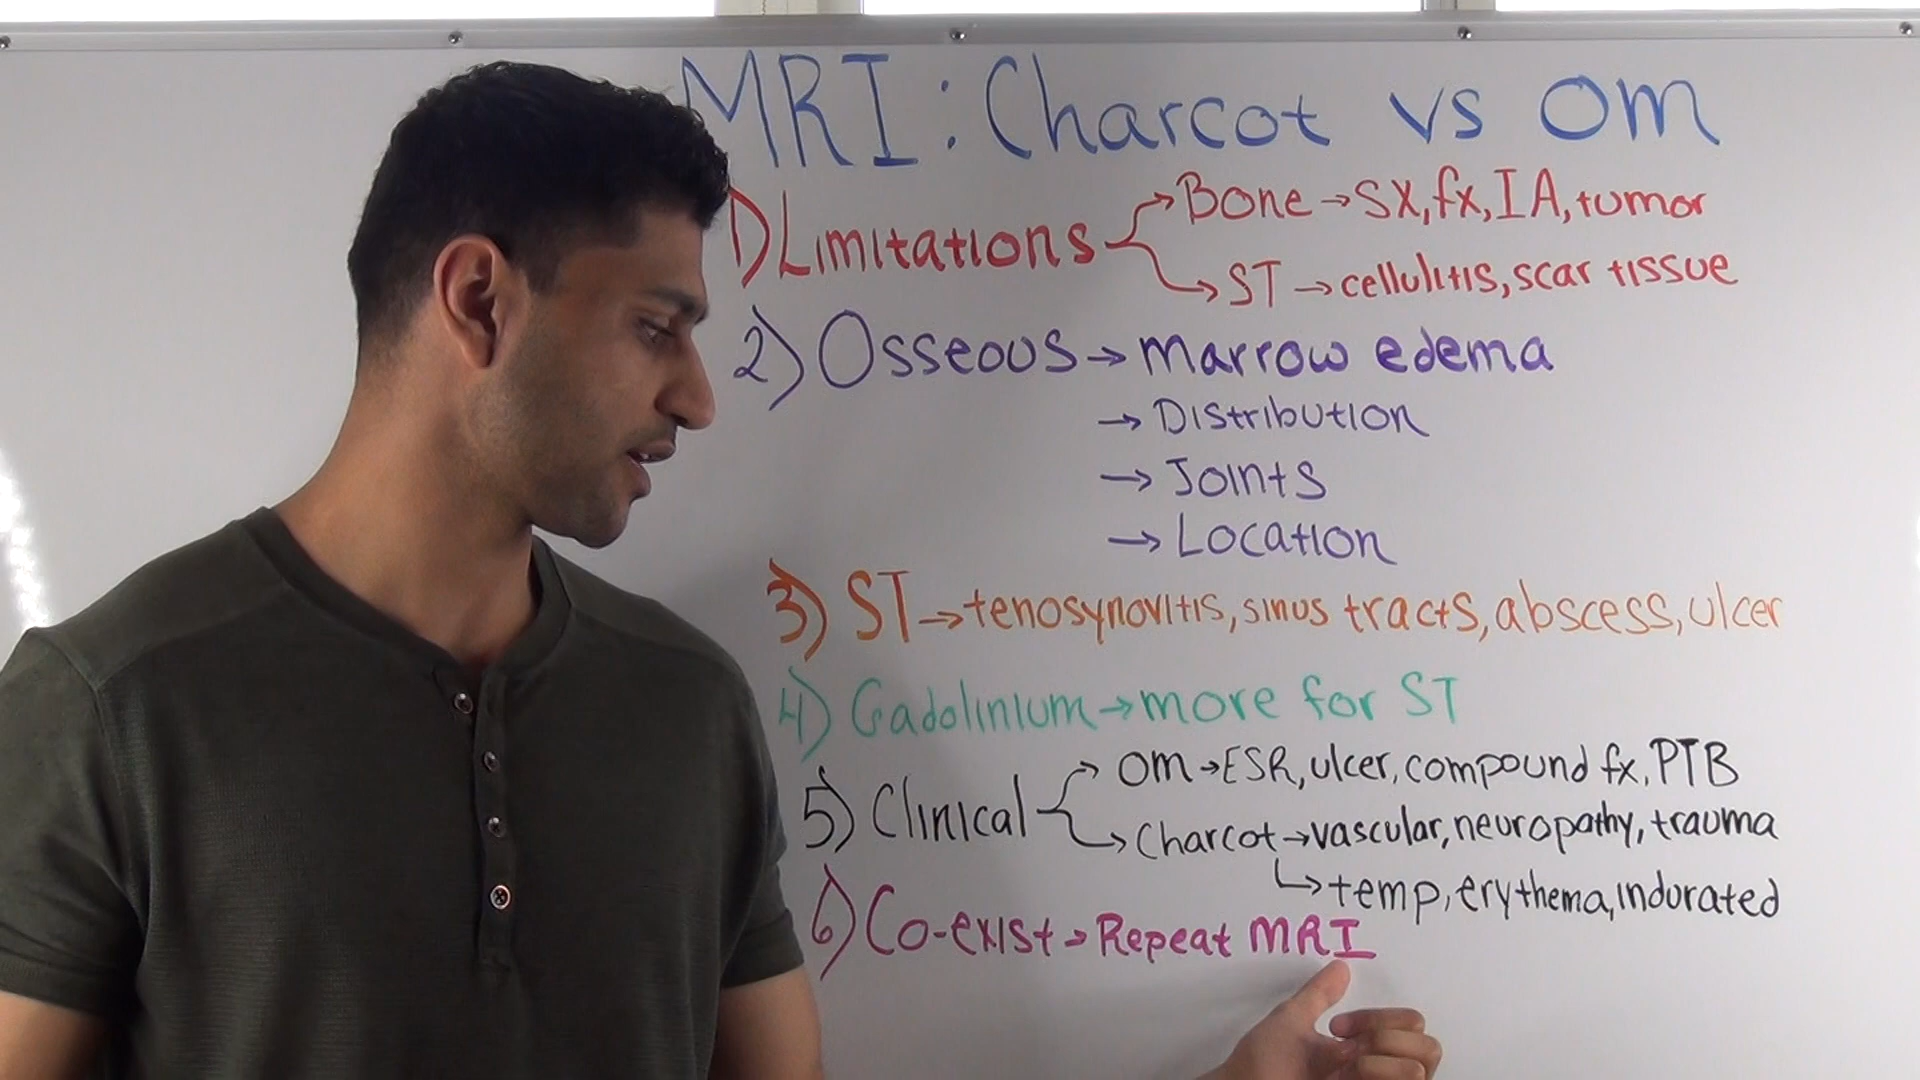 MRI: Charcot vs OM
1) Limitations → Bone → SX, fx, IA, tumor
→ ST → cellulitis, scar tissue
2) Osseous → marrow edema
→ Distribution
→ Joints
→ Location
3) ST → tenosynovitis, sinus tracts, abscess, ulcer
4) Gadolinium → more for ST
5) Clinical → OM → ESR, ulcer, compound fx, PTB
→ Charcot → vascular, neuropathy, trauma
→ temp, erythema, indurated
6) Co-exist → Repeat MRI